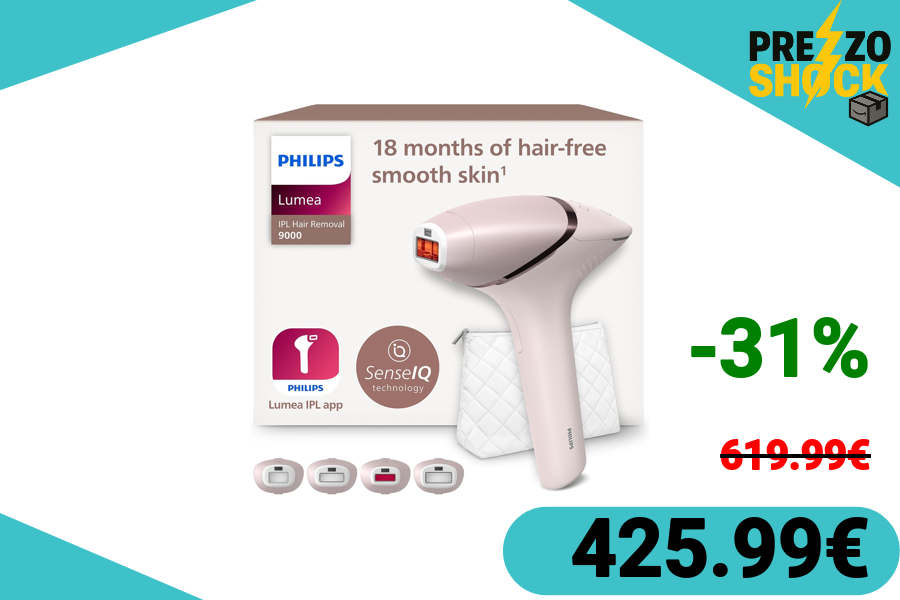 PREZZO
SHOCK
18 months of hair-free
smooth skin¹
PHILIPS
Lumea
IPL Hair Removal
9000
PHILIPS
Lumea IPL app
SenseIQ
technology
PHILIPS
-31%
619.99€
425.99€